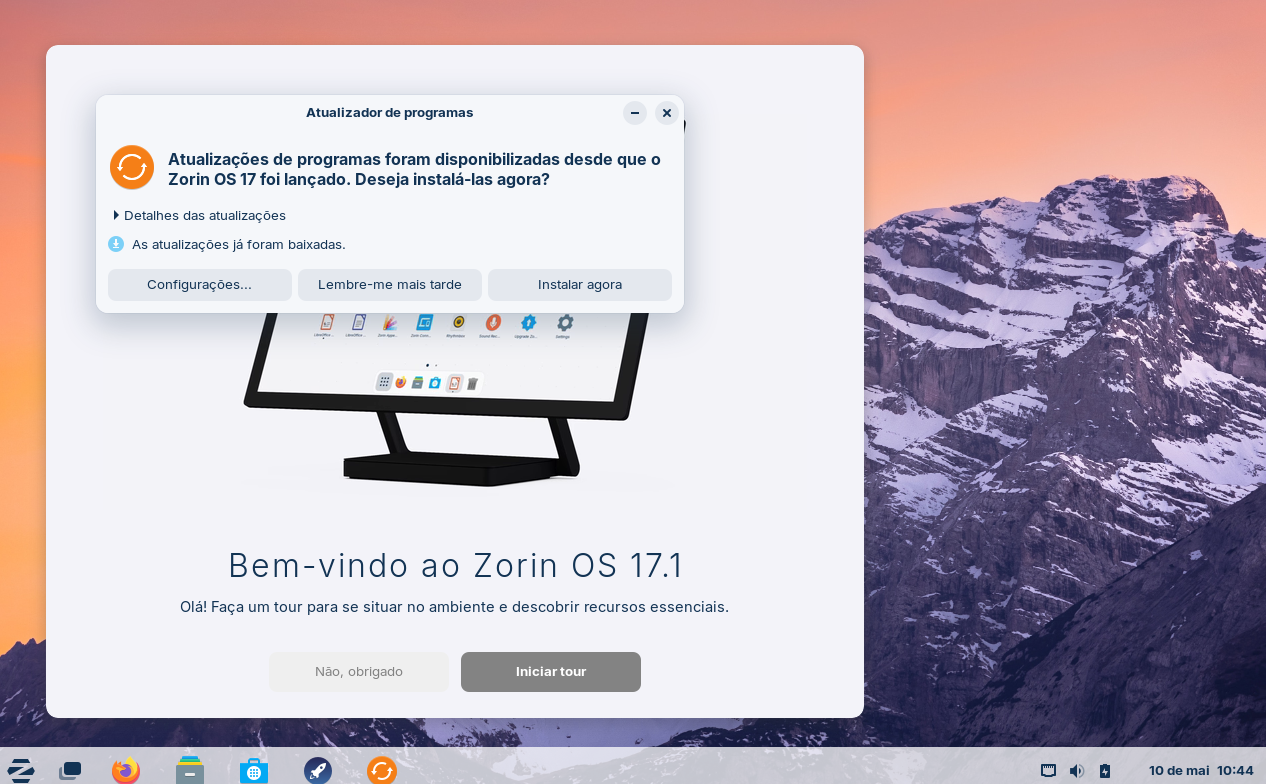 Atualizador de programas
Atualizações de programas foram disponibilizadas desde que o
Zorin OS 17 foi lançado. Deseja instalá-las agora?
Detalhes das atualizações
As atualizações já foram baixadas.
Configurações... Lembre-me mais tarde Instalar agora
Settings
Bem-vindo ao Zorin OS 17.1
Olá! Faça um tour para se situar no ambiente e descobrir recursos essenciais.
Não, obrigado Iniciar tour
10 de mai 10:44